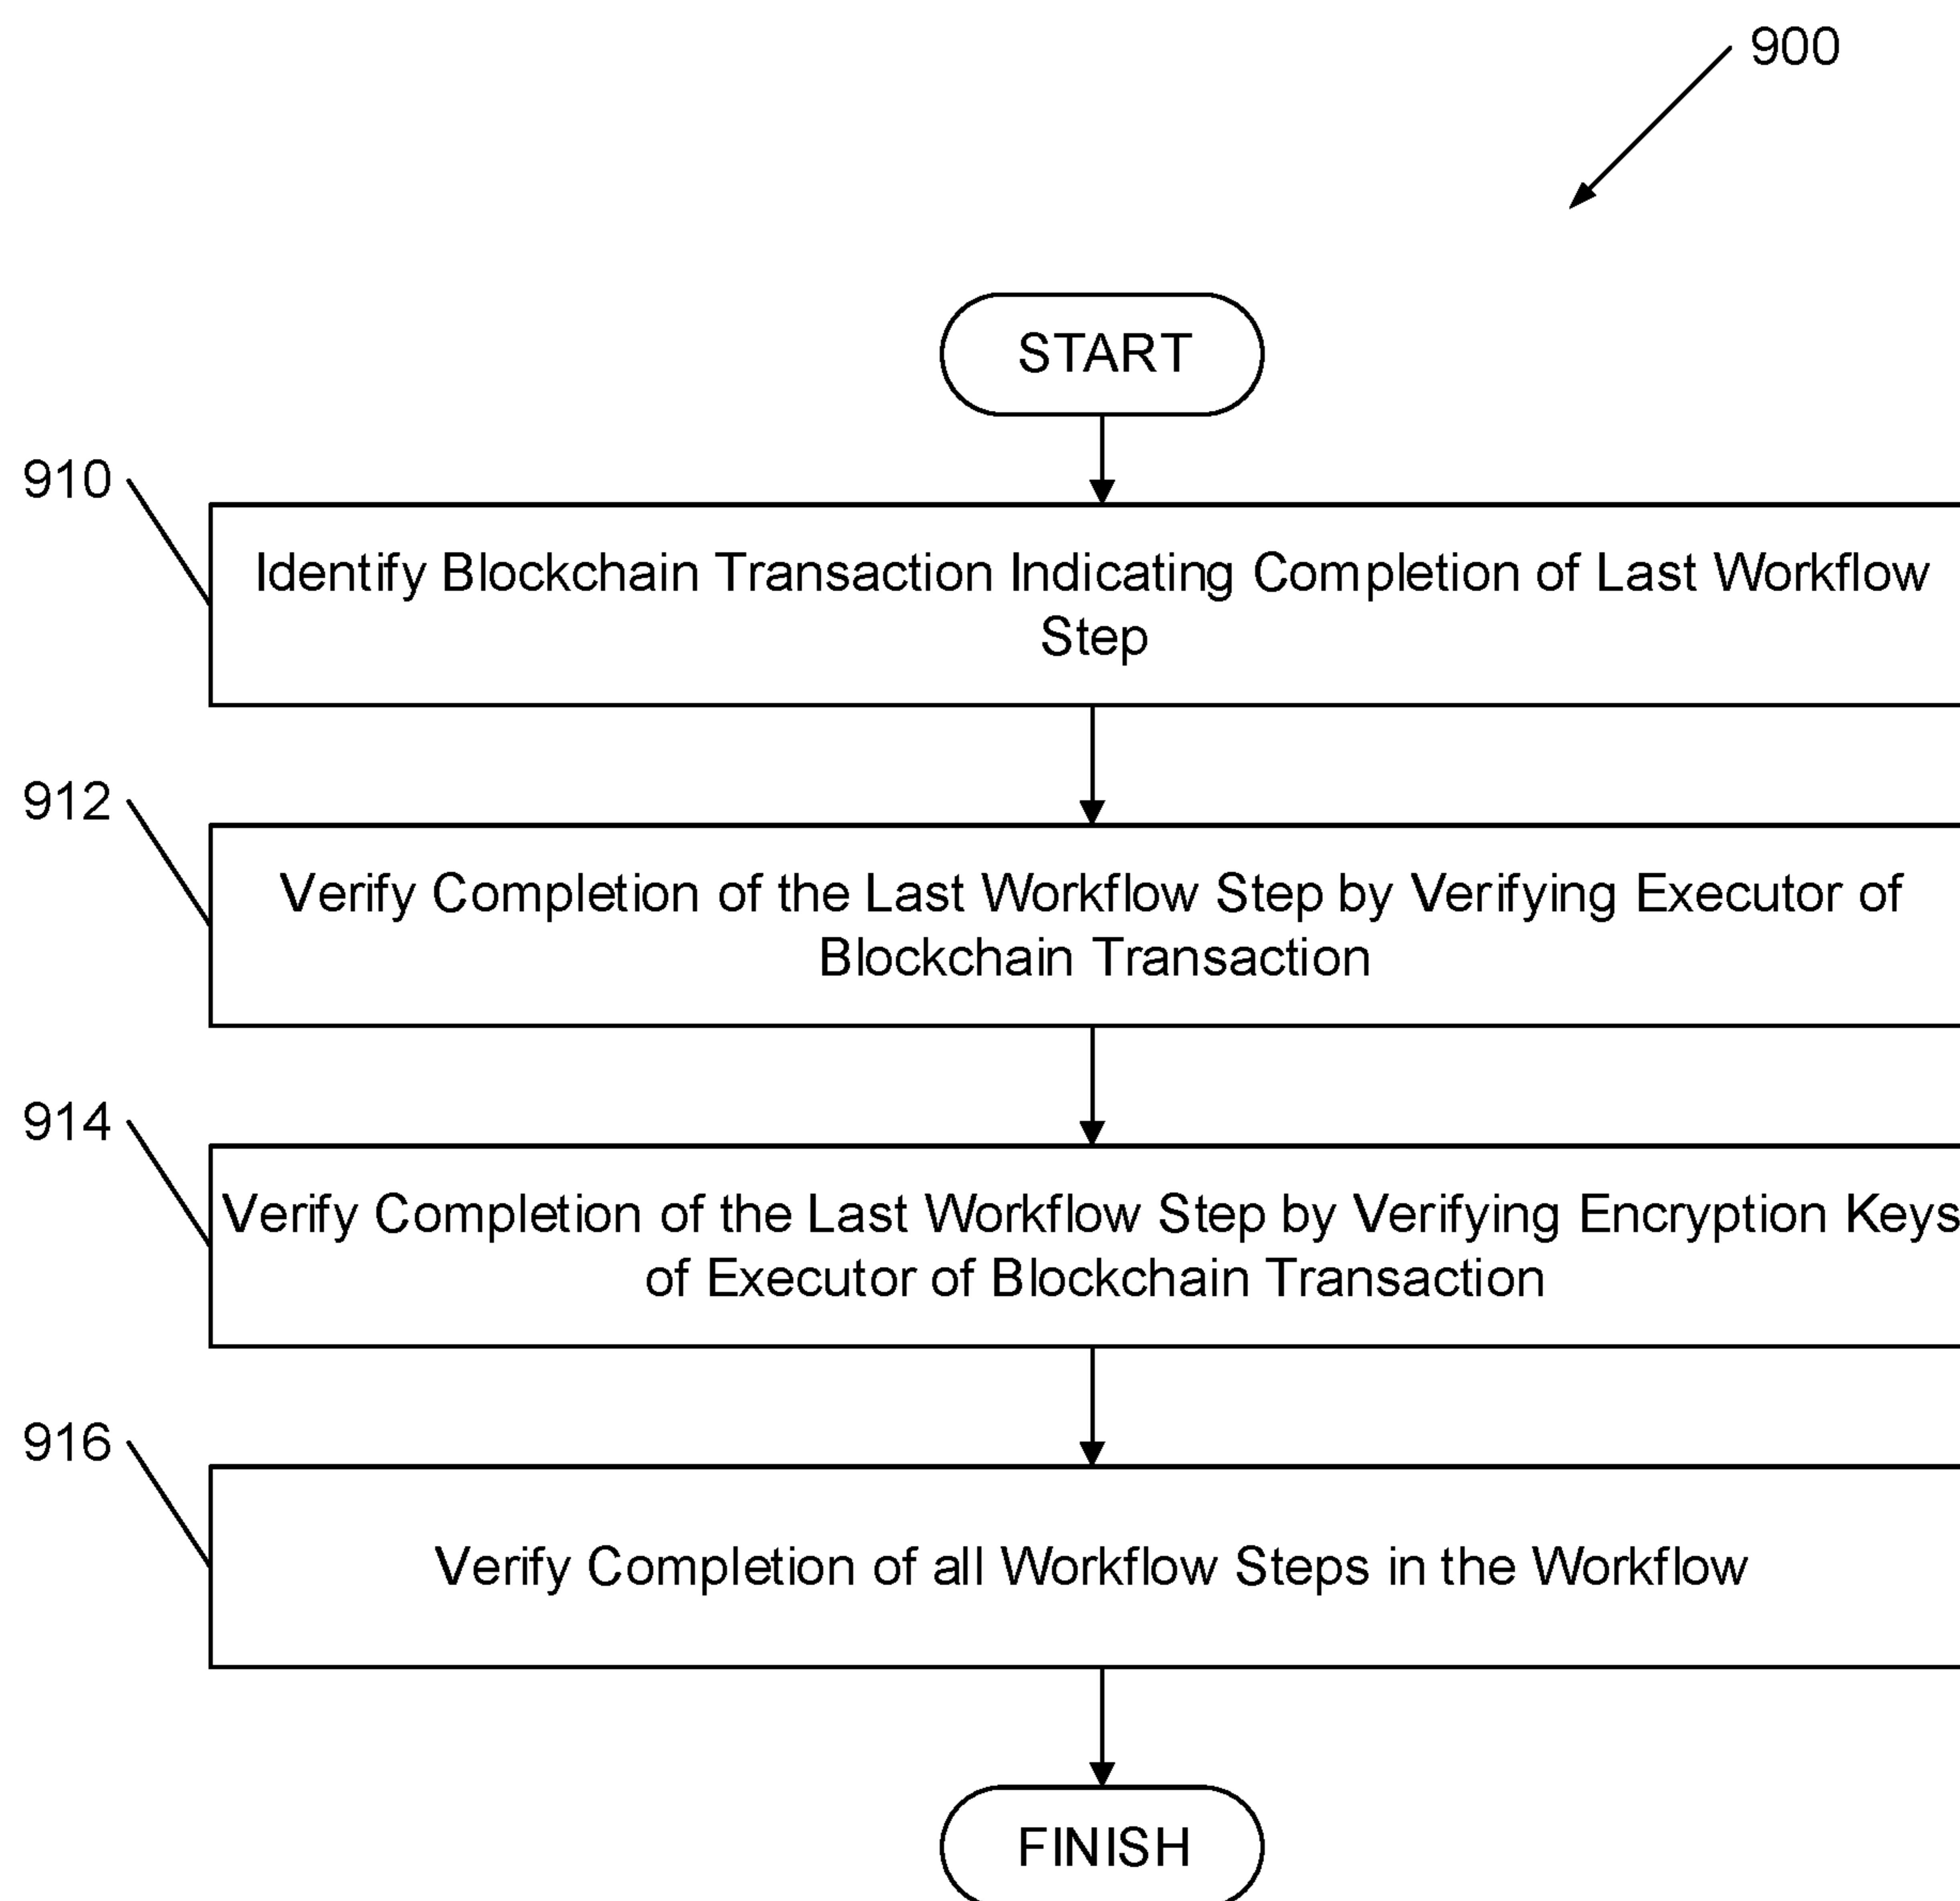 900
START
910
Identify Blockchain Transaction Indicating Completion of Last Workflow
Step
912
Verify Completion of the Last Workflow Step by Verifying Executor of
Blockchain Transaction
914
Verify Completion of the Last Workflow Step by Verifying Encryption Keys
of Executor of Blockchain Transaction
916
Verify Completion of all Workflow Steps in the Workflow
FINISH